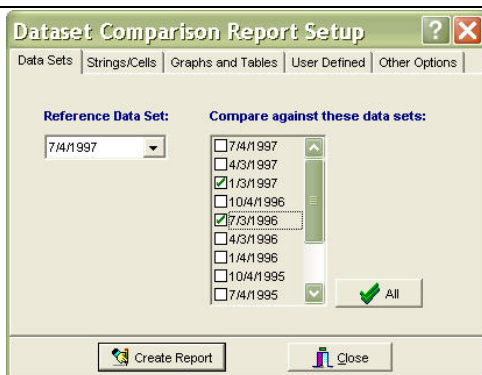 Dataset Comparison Report Setup
Data Sets Strings/Cells Graphs and Tables User Defined Other Options
Reference Data Set: Compare against these data sets:
7/4/1997
7/4/1997
4/3/1997
1/3/1997
10/4/1996
7/3/1996
4/3/1996
1/4/1996
10/4/1995
7/4/1995
All
Create Report Close